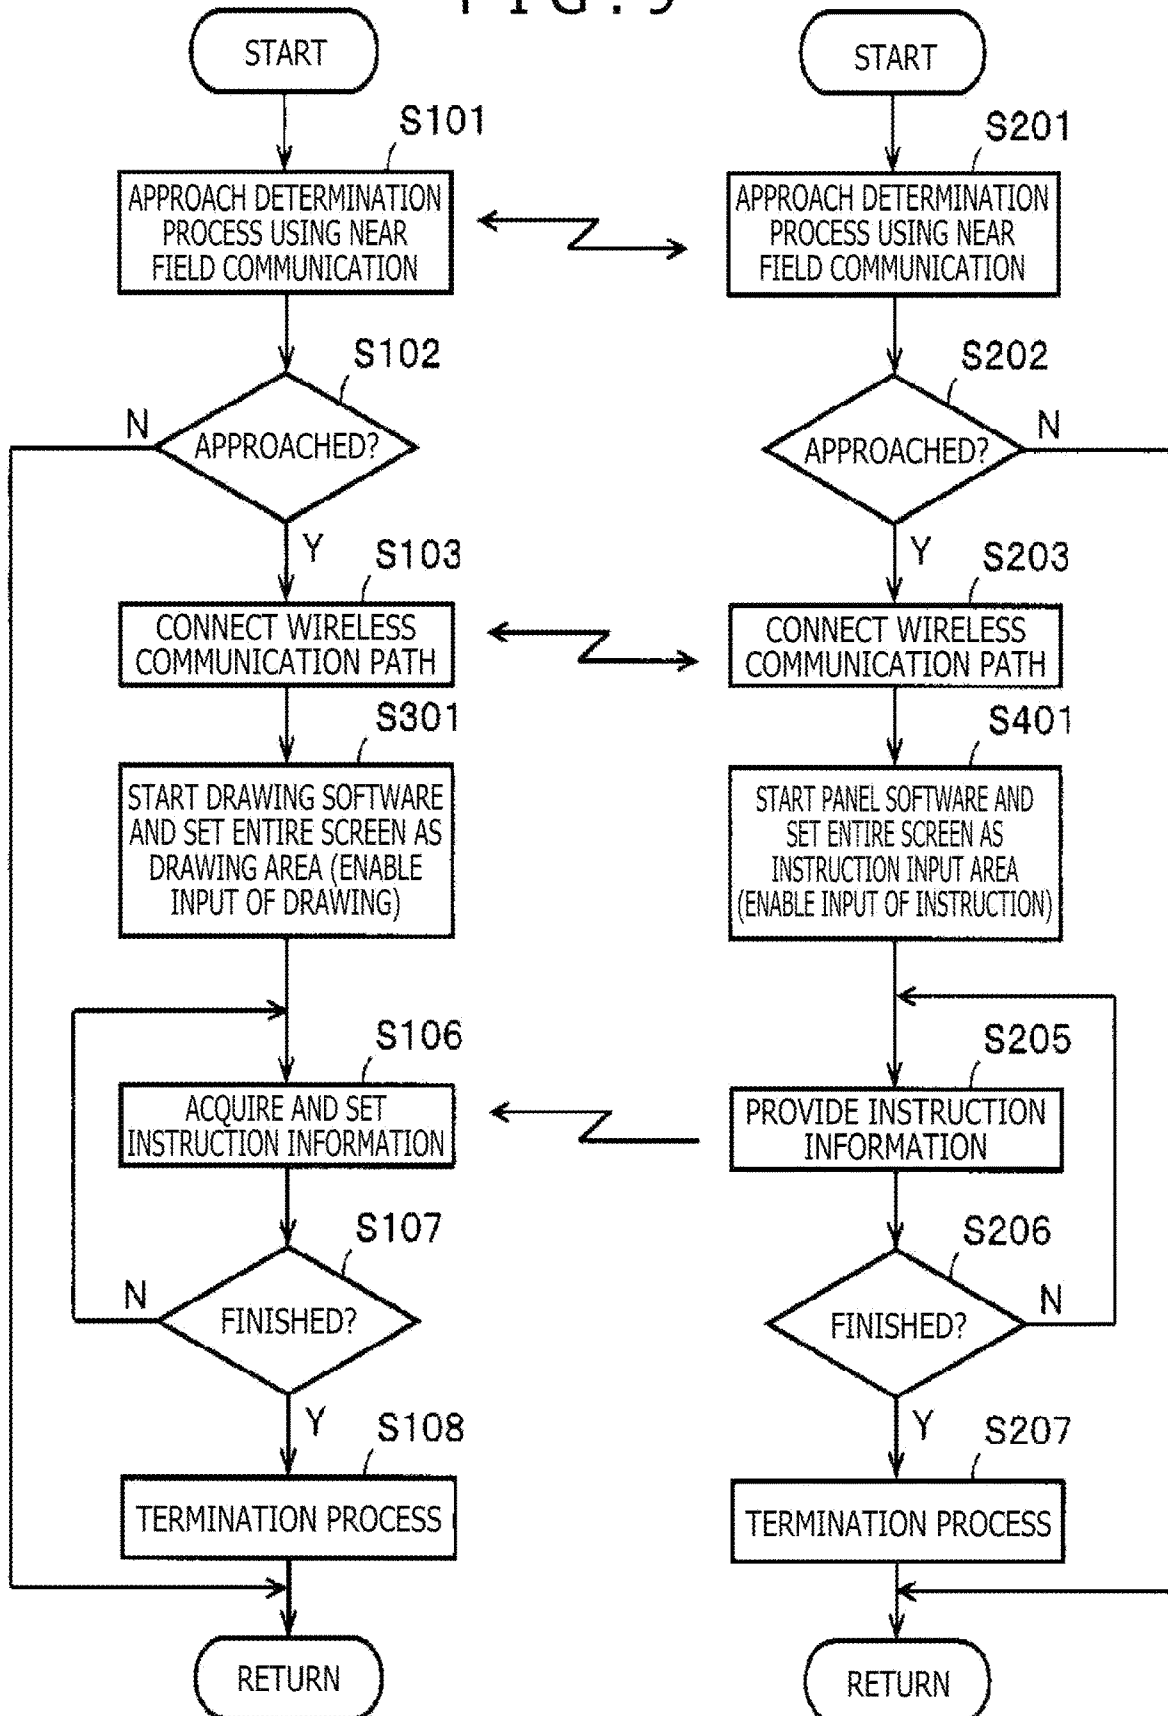 FIG.9
START
S101
APPROACH DETERMINATION
PROCESS USING NEAR
FIELD COMMUNICATION
S102
APPROACHED?
N
Y
S103
CONNECT WIRELESS
COMMUNICATION PATH
S301
START DRAWING SOFTWARE
AND SET ENTIRE SCREEN AS
DRAWING AREA (ENABLE
INPUT OF DRAWING)
S106
ACQUIRE AND SET
INSTRUCTION INFORMATION
S107
FINISHED?
N
Y
S108
TERMINATION PROCESS
RETURN
START
S201
APPROACH DETERMINATION
PROCESS USING NEAR
FIELD COMMUNICATION
S202
APPROACHED?
N
Y
S203
CONNECT WIRELESS
COMMUNICATION PATH
S401
START PANEL SOFTWARE AND
SET ENTIRE SCREEN AS
INSTRUCTION INPUT AREA
(ENABLE INPUT OF INSTRUCTION)
S205
PROVIDE INSTRUCTION
INFORMATION
S206
FINISHED?
N
Y
S207
TERMINATION PROCESS
RETURN